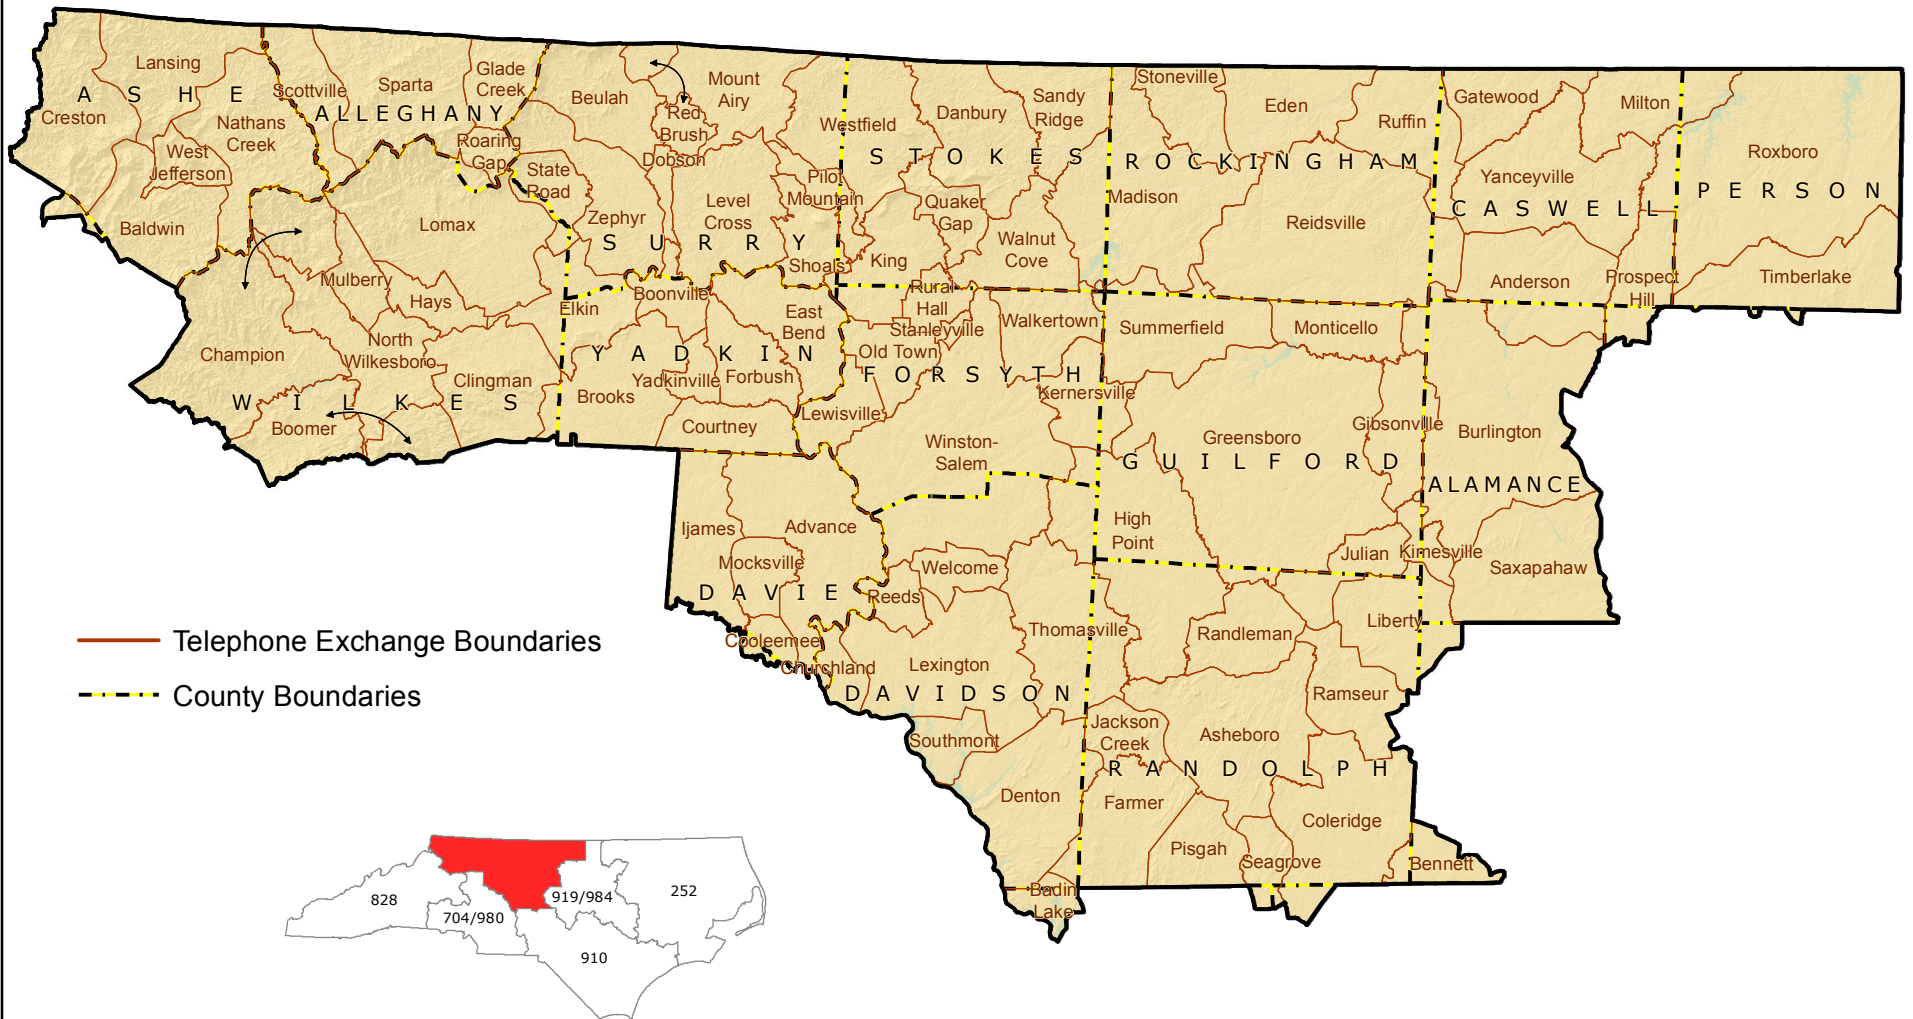 Lansing
A S H E
Creston
Nathans
Creek
West
Jefferson
Baldwin
Scottville
Sparta
Glade
Creek
A L L E G H A N Y
Roaring
Gap
State
Road
Beulah
Mount
Airy
Red
Brush
Dobson
Zephyr
Level
Cross
Pilot
Mountain
S U R R Y
Shoals
Westfield
Danbury
Sandy
Ridge
S T O K E S
Quaker
Gap
Walnut
Cove
King
Stoneville
Eden
Ruffin
R O C K I N G H A M
Madison
Reidsville
Gatewood
Milton
Yanceyville
C A S W E L L
Anderson
Prospect
Hill
Roxboro
P E R S O N
Timberlake
Lomax
Mulberry
Hays
North
Wilkesboro
Champion
Clingman
W I L K E S
Boomer
Elkin
Boonville
East
Bend
Y A D K I N
Yadkinville
Forbush
Brooks
Courtney
Rural
Hall
Stanleyville
Walkertown
Old Town
F O R S Y T H
Kernersville
Lewisville
Winston-
Salem
Summerfield
Monticello
Gibsonville
Greensboro
G U I L F O R D
High
Point
Julian
Kimesville
Burlington
A L A M A N C E
Saxapahaw
Ijames
Advance
Mocksville
D A V I E
Cooleemee
Welcome
Reeds
Thomasville
Churchland
Lexington
D A V I D S O N
Southmont
Denton
Badin
Lake
Liberty
Randleman
Ramseur
Jackson
Creek
Asheboro
R A N D O L P H
Farmer
Coleridge
Pisgah
Seagrove
Bennett
Telephone Exchange Boundaries
County Boundaries
828
704/980
919/984
252
910